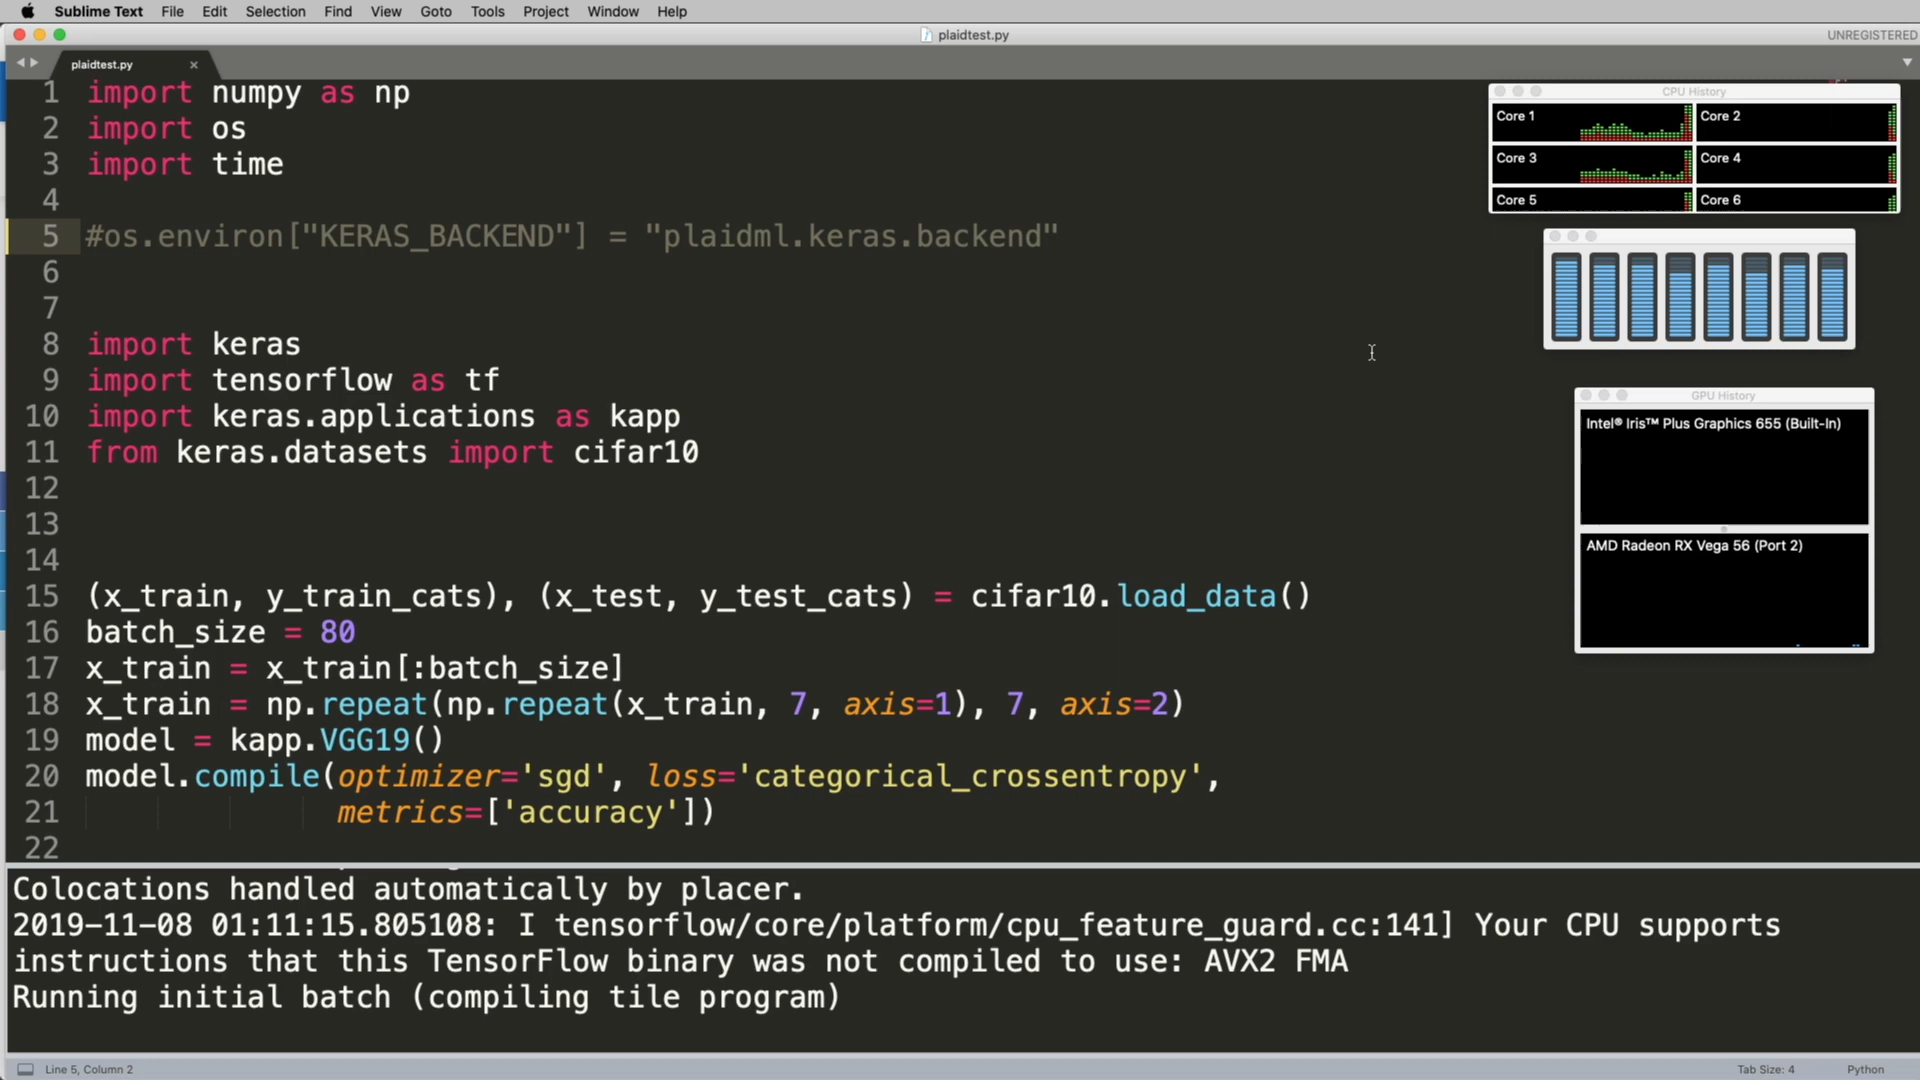 Sublime Text File Edit Selection Find View Goto Tools Project Window Help
plaidtest.py
UNREGISTERED
plaidtest.py
1 import numpy as np
2 import os
3 import time
4
5 #os.environ["KERAS_BACKEND"] = "plaidml.keras.backend"
6
7
8 import keras
9 import tensorflow as tf
10 import keras.applications as kapp
11 from keras.datasets import cifar10
12
13
14
15 (x_train, y_train_cats), (x_test, y_test_cats) = cifar10.load_data()
16 batch_size = 80
17 x_train = x_train[:batch_size]
18 x_train = np.repeat(np.repeat(x_train, 7, axis=1), 7, axis=2)
19 model = kapp.VGG19()
20 model.compile(optimizer='sgd', loss='categorical_crossentropy',
21 metrics=['accuracy'])
22
CPU History
Core 1 Core 2
Core 3 Core 4
Core 5 Core 6
GPU History
Intel® Iris™ Plus Graphics 655 (Built-In)
AMD Radeon RX Vega 56 (Port 2)
Colocations handled automatically by placer.
2019-11-08 01:11:15.805108: I tensorflow/core/platform/cpu_feature_guard.cc:141] Your CPU supports
instructions that this TensorFlow binary was not compiled to use: AVX2 FMA
Running initial batch (compiling tile program)
Line 5, Column 2
Tab Size: 4
Python